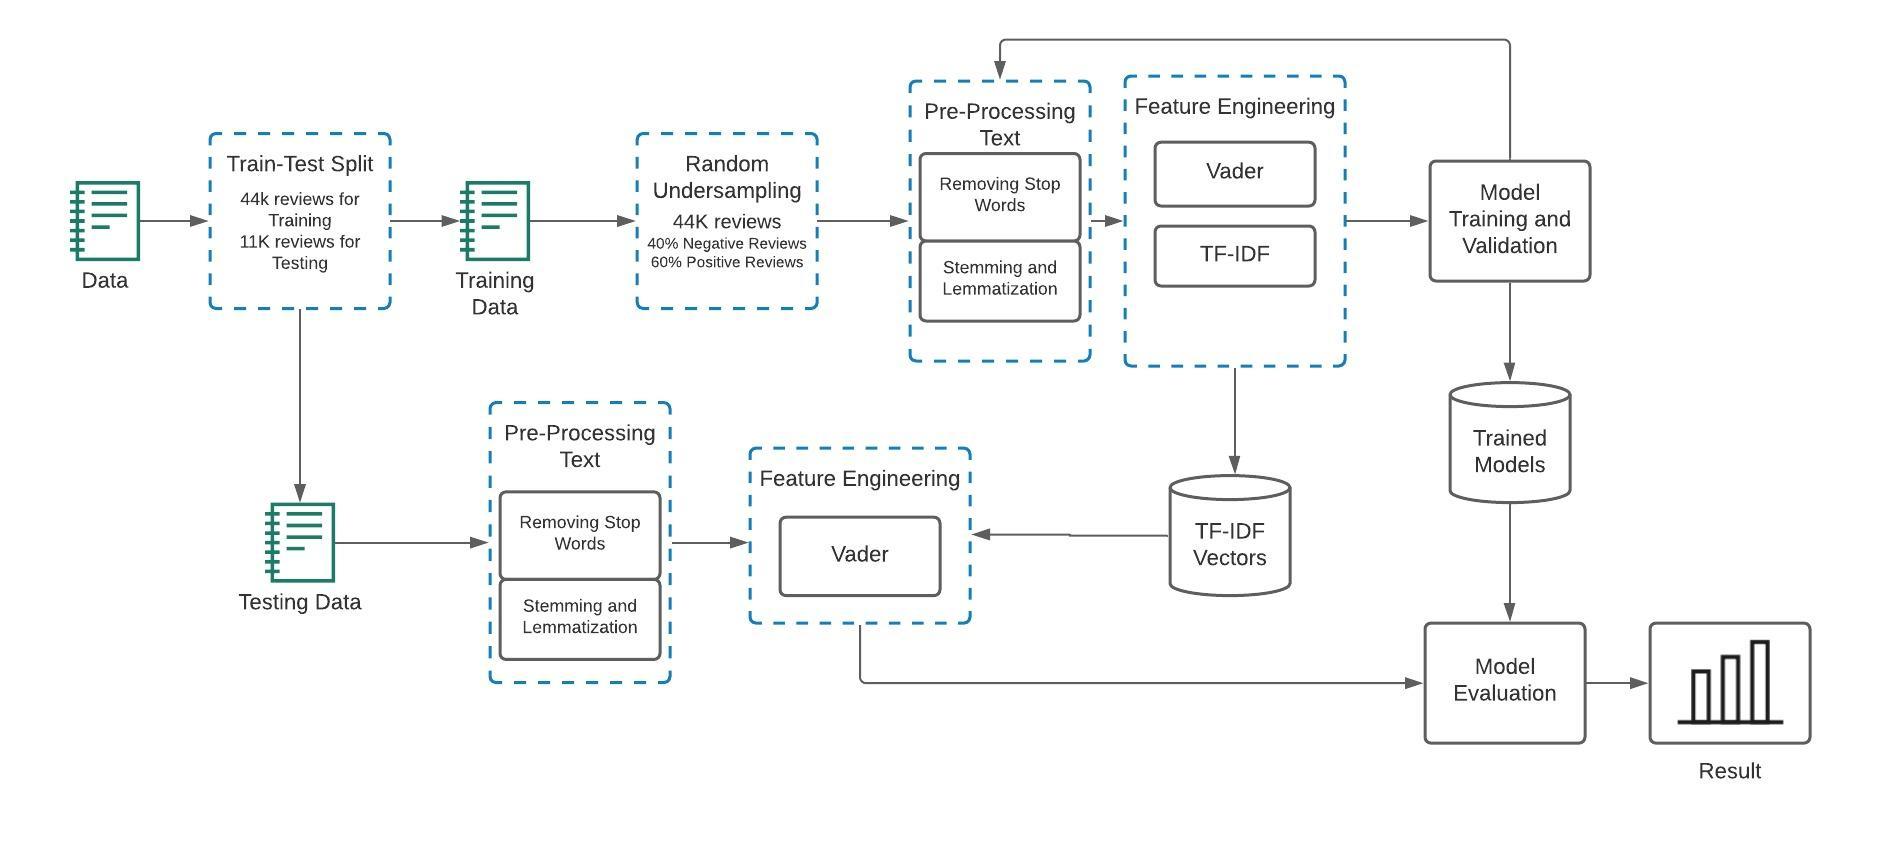 Data
Train-Test Split
44k reviews for
Training
11K reviews for
Testing
Training
Data
Random
Undersampling
44K reviews
40% Negative Reviews
60% Positive Reviews
Pre-Processing
Text
Removing Stop
Words
Stemming and
Lemmatization
Feature Engineering
Vader
TF-IDF
Model
Training and
Validation
Trained
Models
TF-IDF
Vectors
Testing Data
Pre-Processing
Text
Removing Stop
Words
Stemming and
Lemmatization
Feature Engineering
Vader
Model
Evaluation
Result